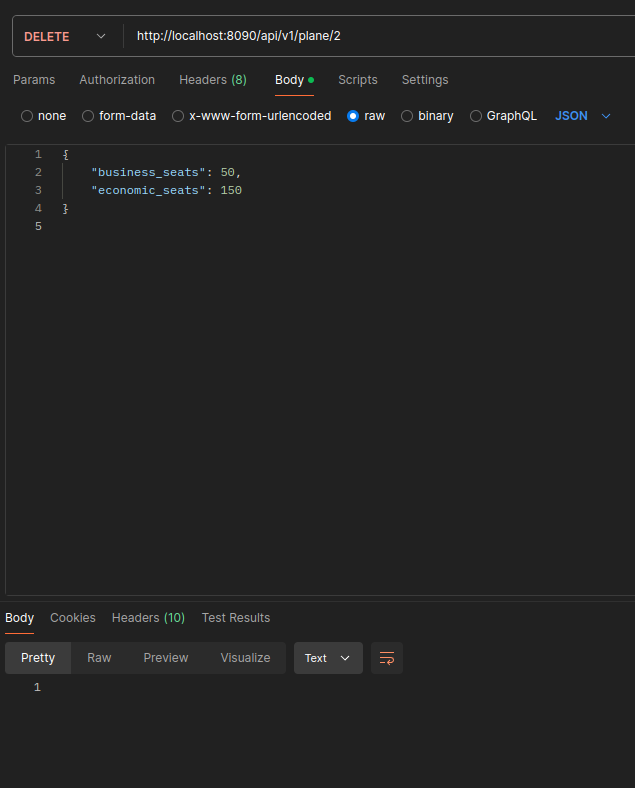 DELETE http://localhost:8090/api/v1/plane/2
Params Authorization Headers (8) Body Scripts Settings
none form-data x-www-form-urlencoded raw binary GraphQL JSON
1 {
2 "business_seats": 50,
3 "economic_seats": 150
4 }
5
Body Cookies Headers (10) Test Results
Pretty Raw Preview Visualize Text
1